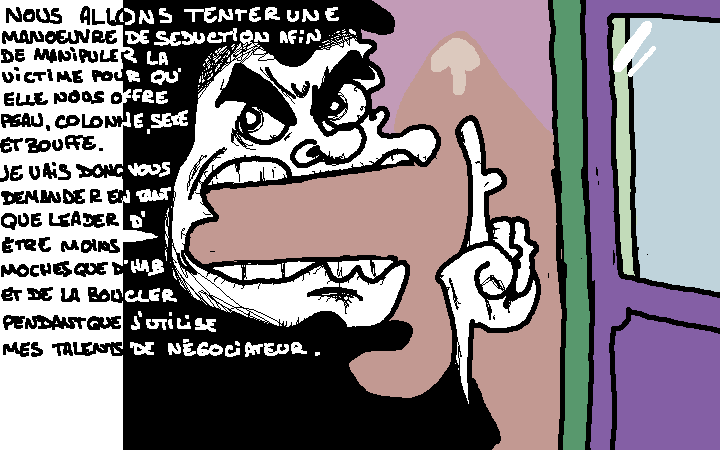 NOUS ALLONS TENTER UNE
MANOEUVRE DE SEDUCTION AFIN
DE MANIPULER LA
VICTIME POUR QU'
ELLE NOUS OFFRE
PEAU, COLONNE, SEXE
ET BOUFFE.
JE VAIS DONC VOUS
DEMANDER EN TANT
QUE LEADER D'
ÊTRE MOINS
MOCHES QUE D'HAB
ET DE LA BOUCLER
PENDANT QUE J'UTILISE
MES TALENTS DE NÉGOCIATEUR.